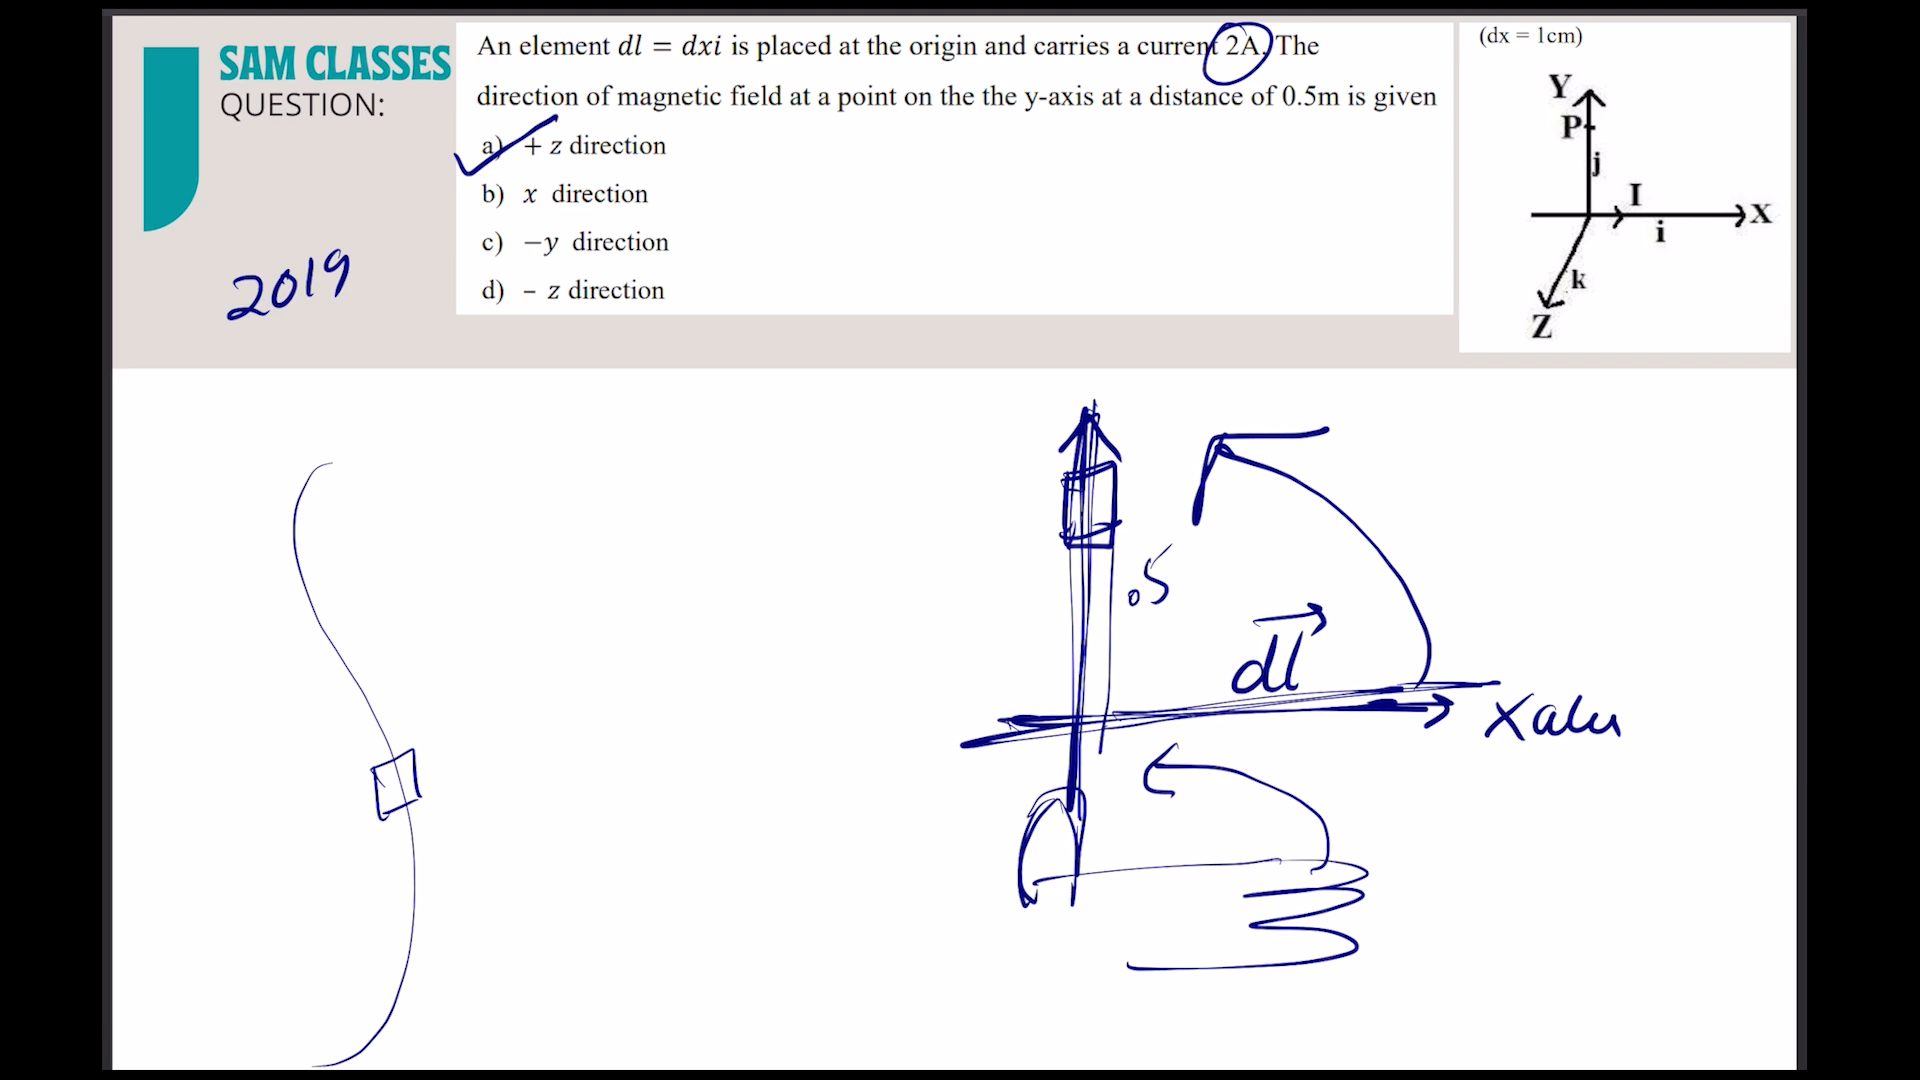 SAM CLASSES
QUESTION:
2019
An element dl = dxi is placed at the origin and carries a current 2A. The
direction of magnetic field at a point on the the y-axis at a distance of 0.5m is given
a) + z direction
b) x direction
c) −y direction
d) - z direction
(dx = 1cm)
Y
P
j
I
X
i
k
Z
.5
dl